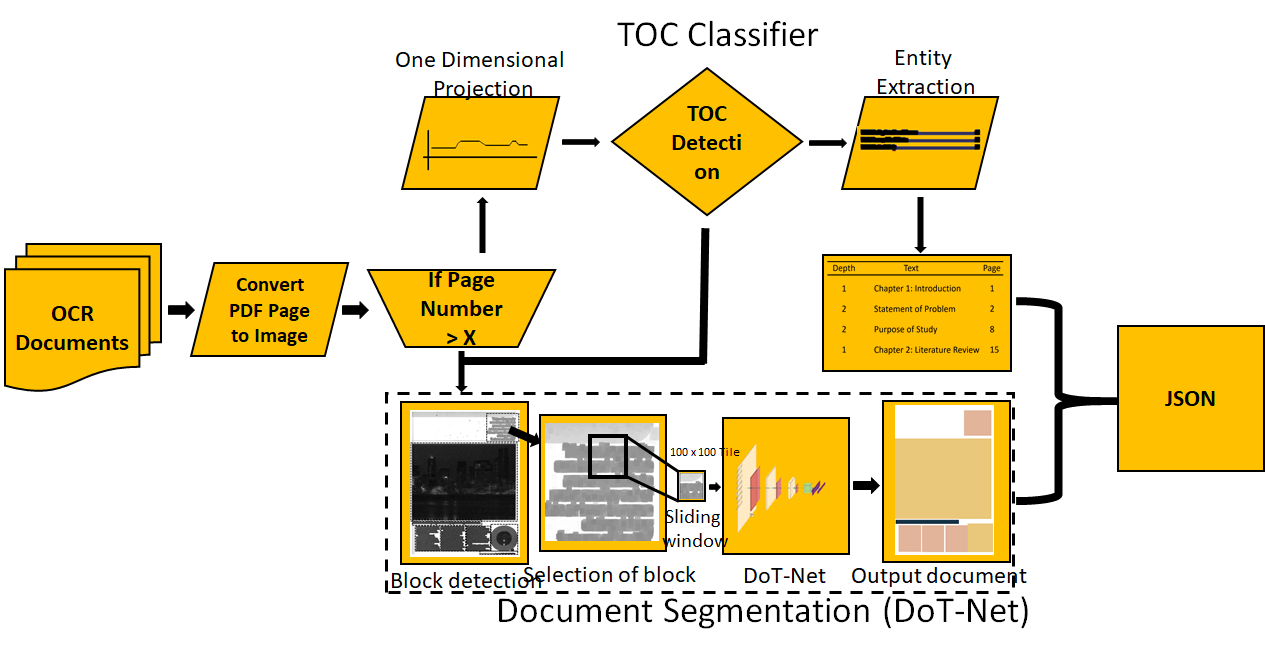 TOC Classifier
One Dimensional
Projection
Entity
Extraction
TOC
Detecti
on
OCR
Documents
Convert
PDF Page
to Image
If Page
Number
> X
Depth Text Page
1 Chapter 1: Introduction 1
2 Statement of Problem 2
2 Purpose of Study 8
1 Chapter 2: Literature Review 15
JSON
100 x 100 Tile
Sliding
window
Block detection
Selection of block
DoT-Net
Output document
Document Segmentation (DoT-Net)